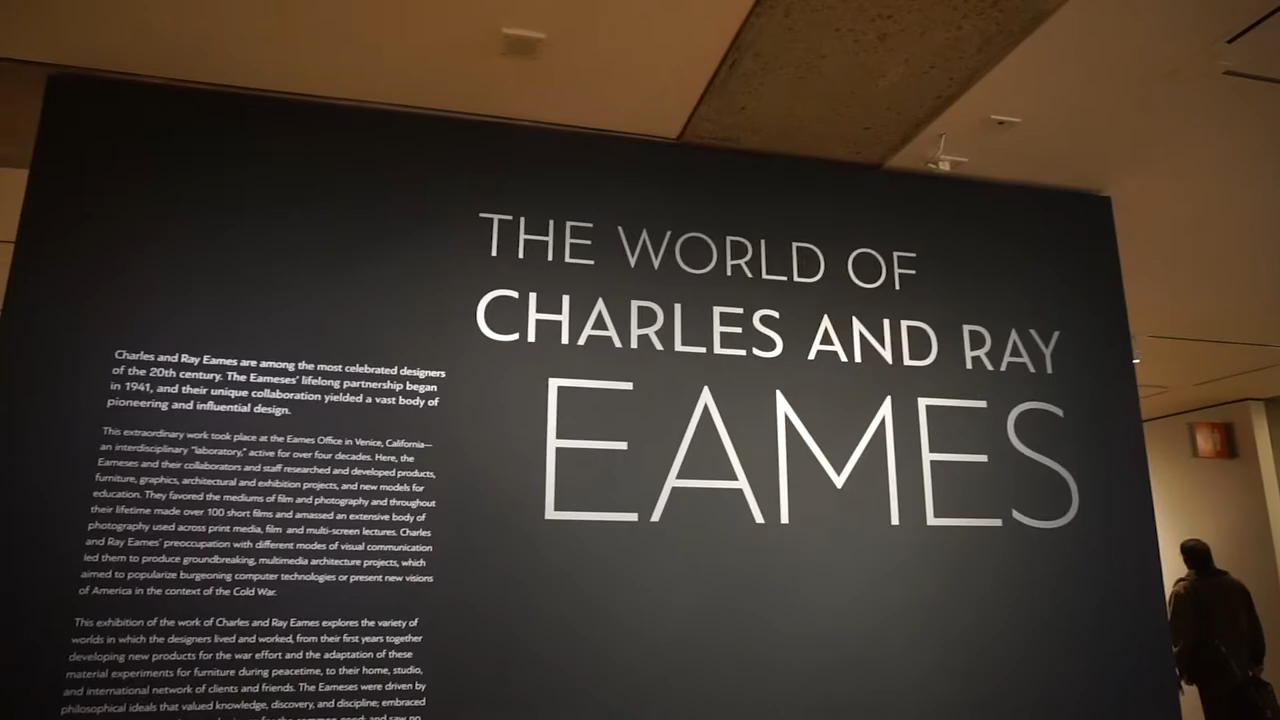 THE WORLD OF
CHARLES AND RAY
EAMES
Charles and Ray Eames are among the most celebrated designers
of the 20th century. The Eameses' lifelong partnership began
in 1941, and their unique collaboration yielded a vast body of
pioneering and influential design.
This extraordinary work took place at the Eames Office in Venice, California—
an interdisciplinary "laboratory," active for over four decades. Here, the
Eameses and their collaborators and staff researched and developed products,
furniture, graphics, architectural and exhibition projects, and new models for
education. They favored the mediums of film and photography and throughout
their lifetime made over 100 short films and amassed an extensive body of
photography used across print media, film and multi-screen lectures. Charles
and Ray Eames' preoccupation with different modes of visual communication
led them to produce groundbreaking, multimedia architecture projects, which
aimed to popularize burgeoning computer technologies or present new visions
of America in the context of the Cold War.
This exhibition of the work of Charles and Ray Eames explores the variety of
worlds in which the designers lived and worked, from their first years together
developing new products for the war effort and the adaptation of these
material experiments for furniture during peacetime, to their home, studio,
and international network of clients and friends. The Eameses were driven by
philosophical ideals that valued knowledge, discovery, and discipline; embraced
for the common good; and saw no